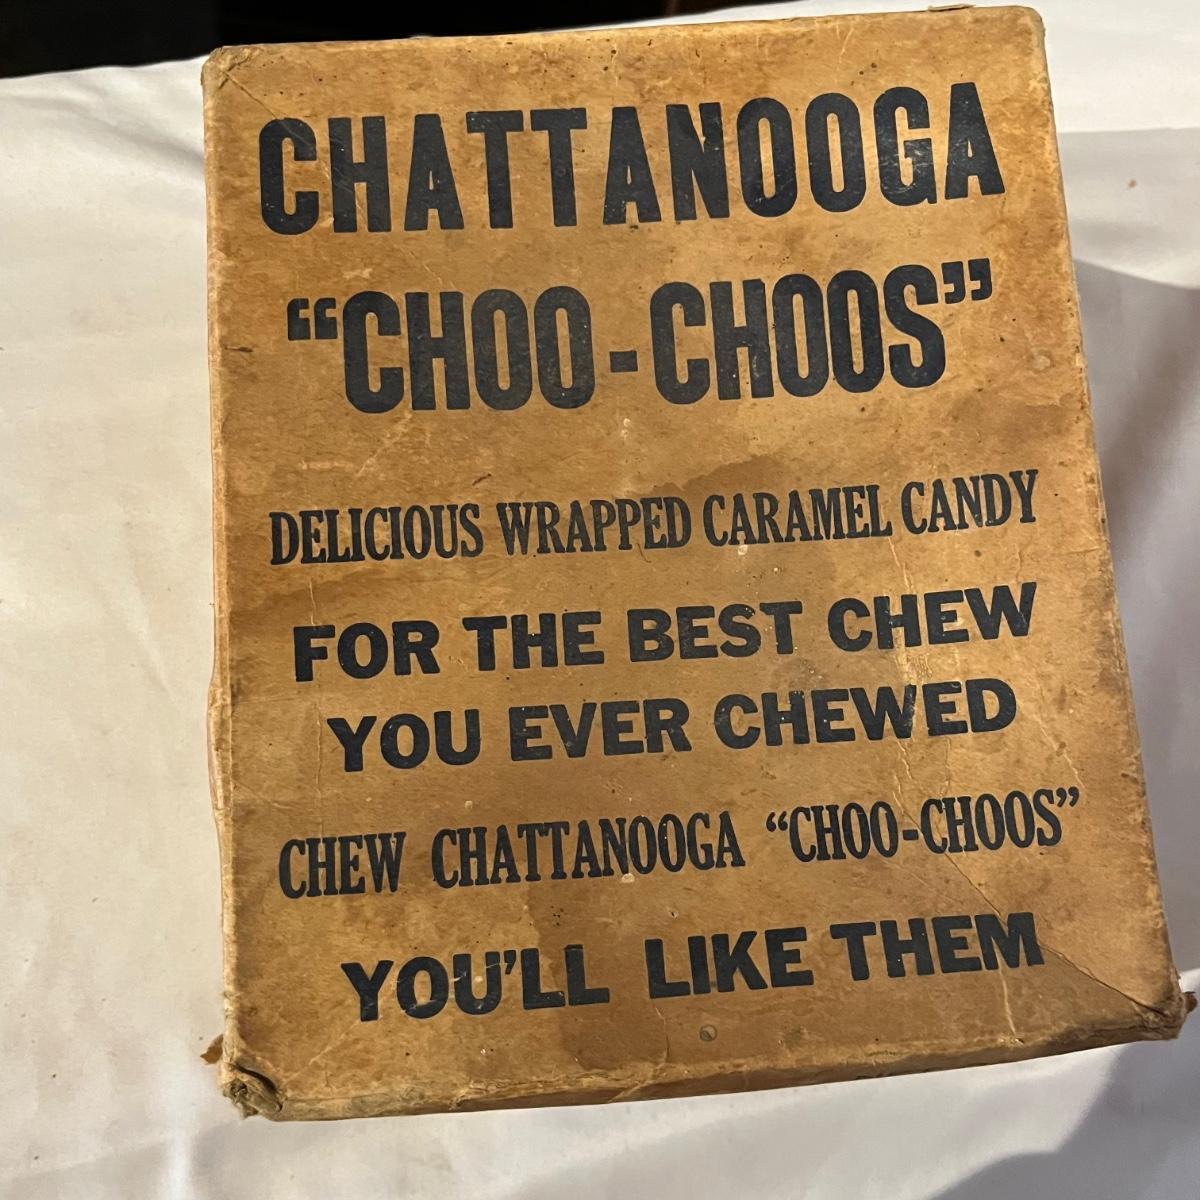 CHATTANOOGA
“CHOO-CHOOS”
DELICIOUS WRAPPED CARAMEL CANDY
FOR THE BEST CHEW
YOU EVER CHEWED
CHEW CHATTANOOGA “CHOO-CHOOS”
YOU’LL LIKE THEM